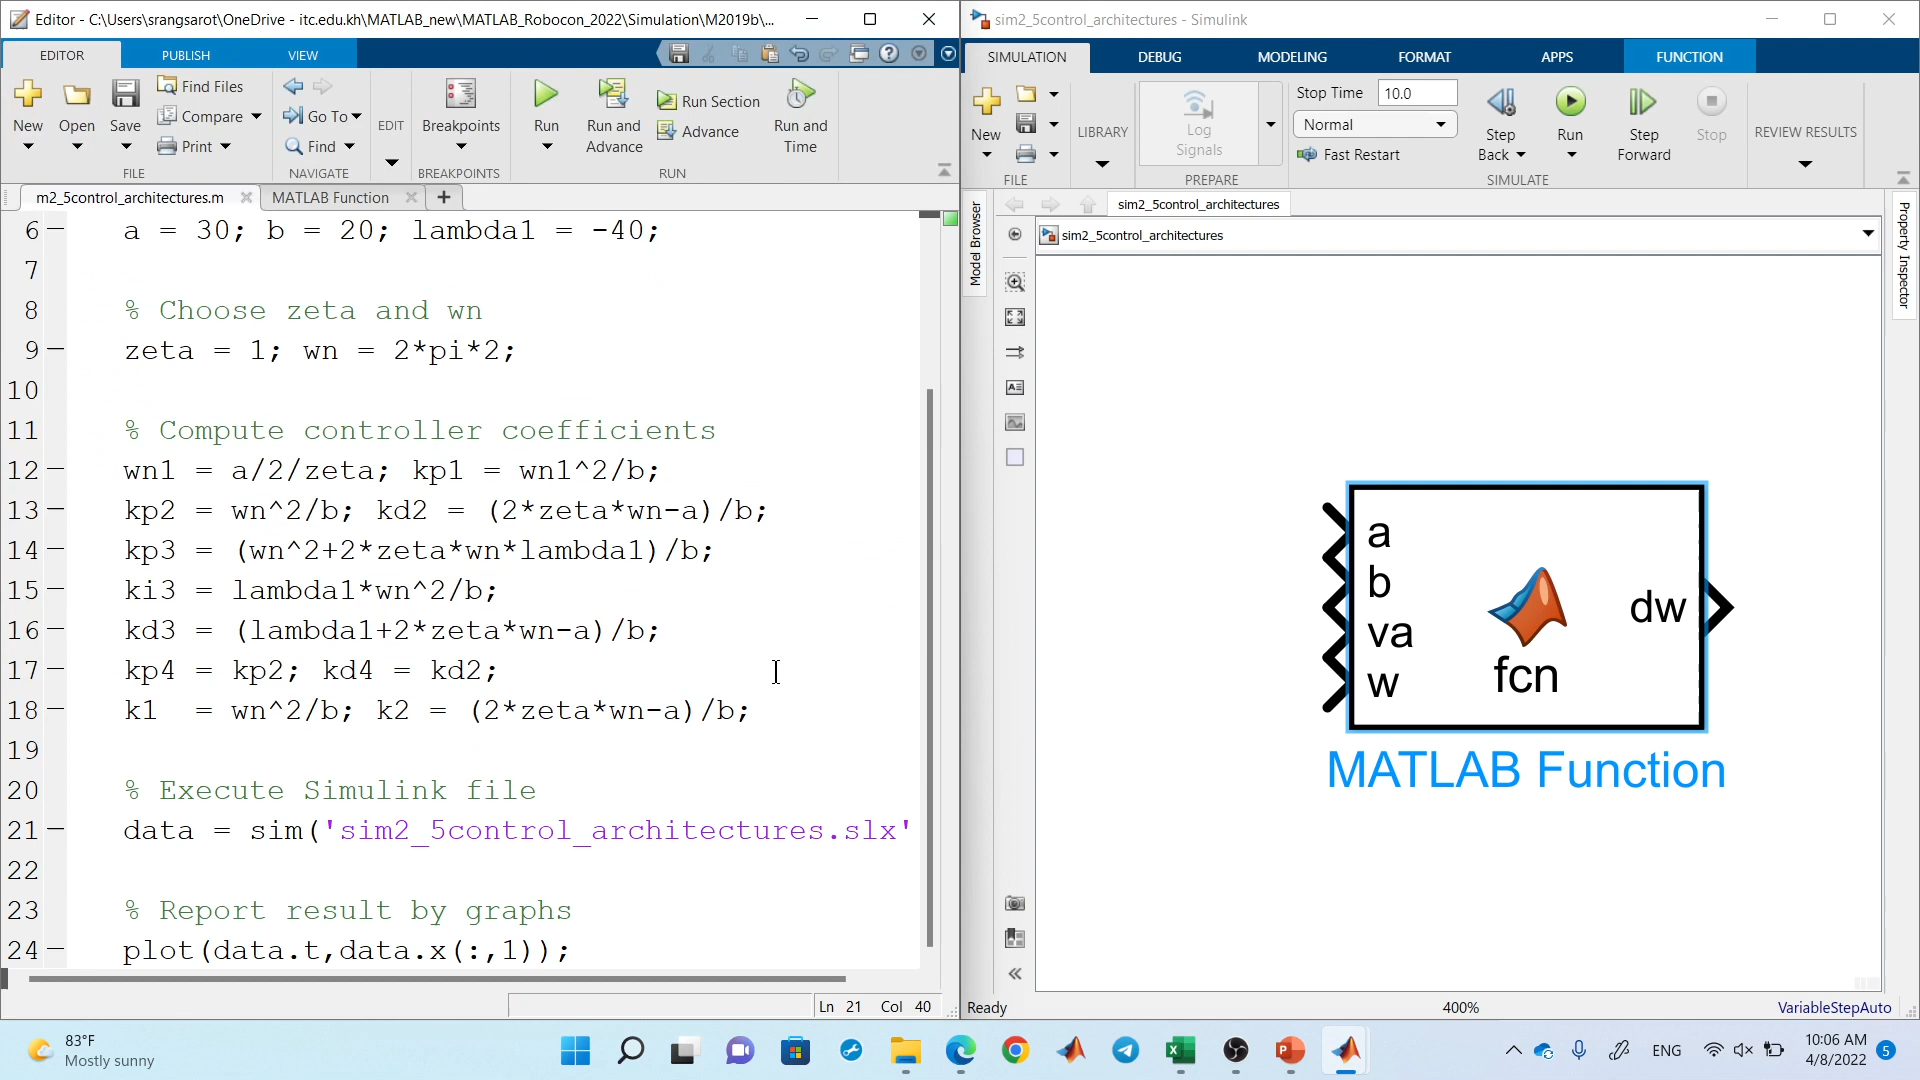 Editor - C:\Users\srangsarot\OneDrive - itc.edu.kh\MATLAB_new\MATLAB_Robocon_2022\Simulation\M2019b\...
EDITOR PUBLISH VIEW
New Open Save
Find Files
Compare
Print
FILE
Go To
Find
NAVIGATE
EDIT
Breakpoints
BREAKPOINTS
Run
Run and Advance
Run Section
Advance
Run and Time
RUN
m2_5control_architectures.m MATLAB Function
6 a = 30; b = 20; lambda1 = -40;
7
8 % Choose zeta and wn
9 zeta = 1; wn = 2*pi*2;
10
11 % Compute controller coefficients
12 wn1 = a/2/zeta; kp1 = wn1^2/b;
13 kp2 = wn^2/b; kd2 = (2*zeta*wn-a)/b;
14 kp3 = (wn^2+2*zeta*wn*lambda1)/b;
15 ki3 = lambda1*wn^2/b;
16 kd3 = (lambda1+2*zeta*wn-a)/b;
17 kp4 = kp2; kd4 = kd2;
18 k1 = wn^2/b; k2 = (2*zeta*wn-a)/b;
19
20 % Execute Simulink file
21 data = sim('sim2_5control_architectures.slx'
22
23 % Report result by graphs
24 plot(data.t,data.x(:,1));
Ln 21 Col 40
sim2_5control_architectures - Simulink
SIMULATION DEBUG MODELING FORMAT APPS FUNCTION
New
FILE
LIBRARY
Log Signals
PREPARE
Stop Time 10.0
Normal
Fast Restart
Step Back
Run
Step Forward
Stop
SIMULATE
REVIEW RESULTS
Model Browser
sim2_5control_architectures
sim2_5control_architectures
Property Inspector
a
b
va
w
fcn
dw
MATLAB Function
Ready 400% VariableStepAuto
83°F
Mostly sunny
ENG
10:06 AM
4/8/2022
5